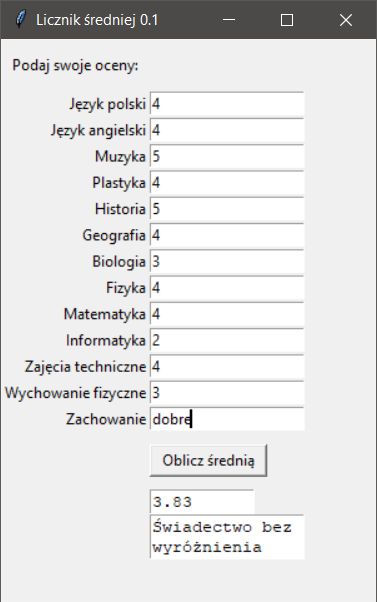 Licznik średniej 0.1
Podaj swoje oceny:
Język polski 4
Język angielski 4
Muzyka 5
Plastyka 4
Historia 5
Geografia 4
Biologia 3
Fizyka 4
Matematyka 4
Informatyka 2
Zajęcia techniczne 4
Wychowanie fizyczne 3
Zachowanie dobre
Oblicz średnią
3.83
Świadectwo bez
wyróżnienia